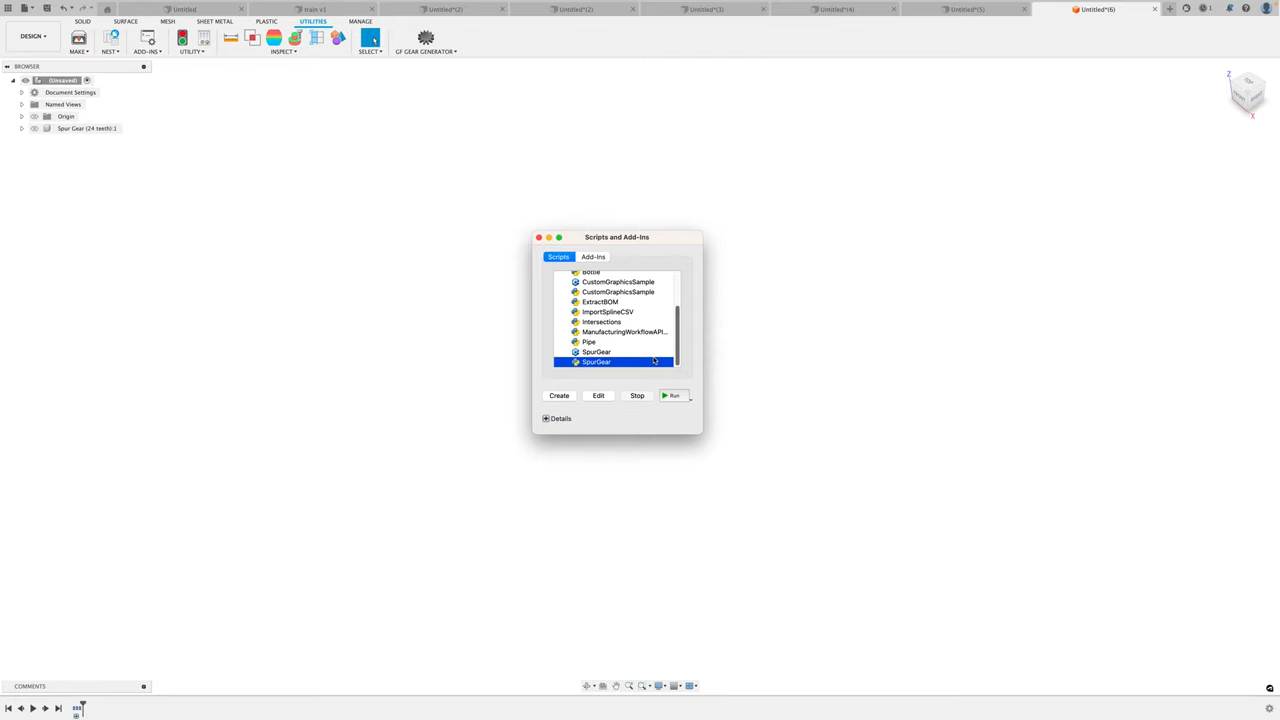 Untitled
train v1
Untitled*(2)
Untitled*(2)
Untitled*(3)
Untitled*(4)
Untitled*(5)
Untitled*(6)
1
SOLID
SURFACE
MESH
SHEET METAL
PLASTIC
UTILITIES
MANAGE
DESIGN
MAKE
NEST
ADD-INS
UTILITY
INSPECT
SELECT
GF GEAR GENERATOR
BROWSER
(Unsaved)
Document Settings
Named Views
Origin
Spur Gear (24 teeth):1
Z
X
Scripts and Add-Ins
Scripts
Add-Ins
Bottle
CustomGraphicsSample
CustomGraphicsSample
ExtractBOM
ImportSplineCSV
Intersections
ManufacturingWorkflowAPI...
Pipe
SpurGear
SpurGear
Create
Edit
Stop
Run
Details
COMMENTS